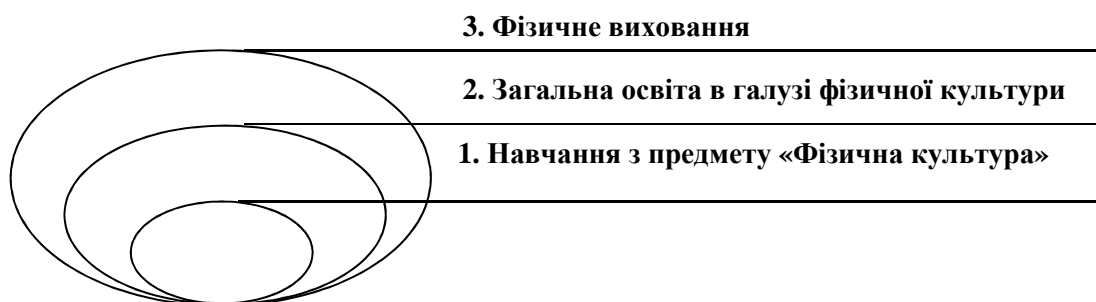 3. Фізичне виховання
2. Загальна освіта в галузі фізичної культури
1. Навчання з предмету «Фізична культура»